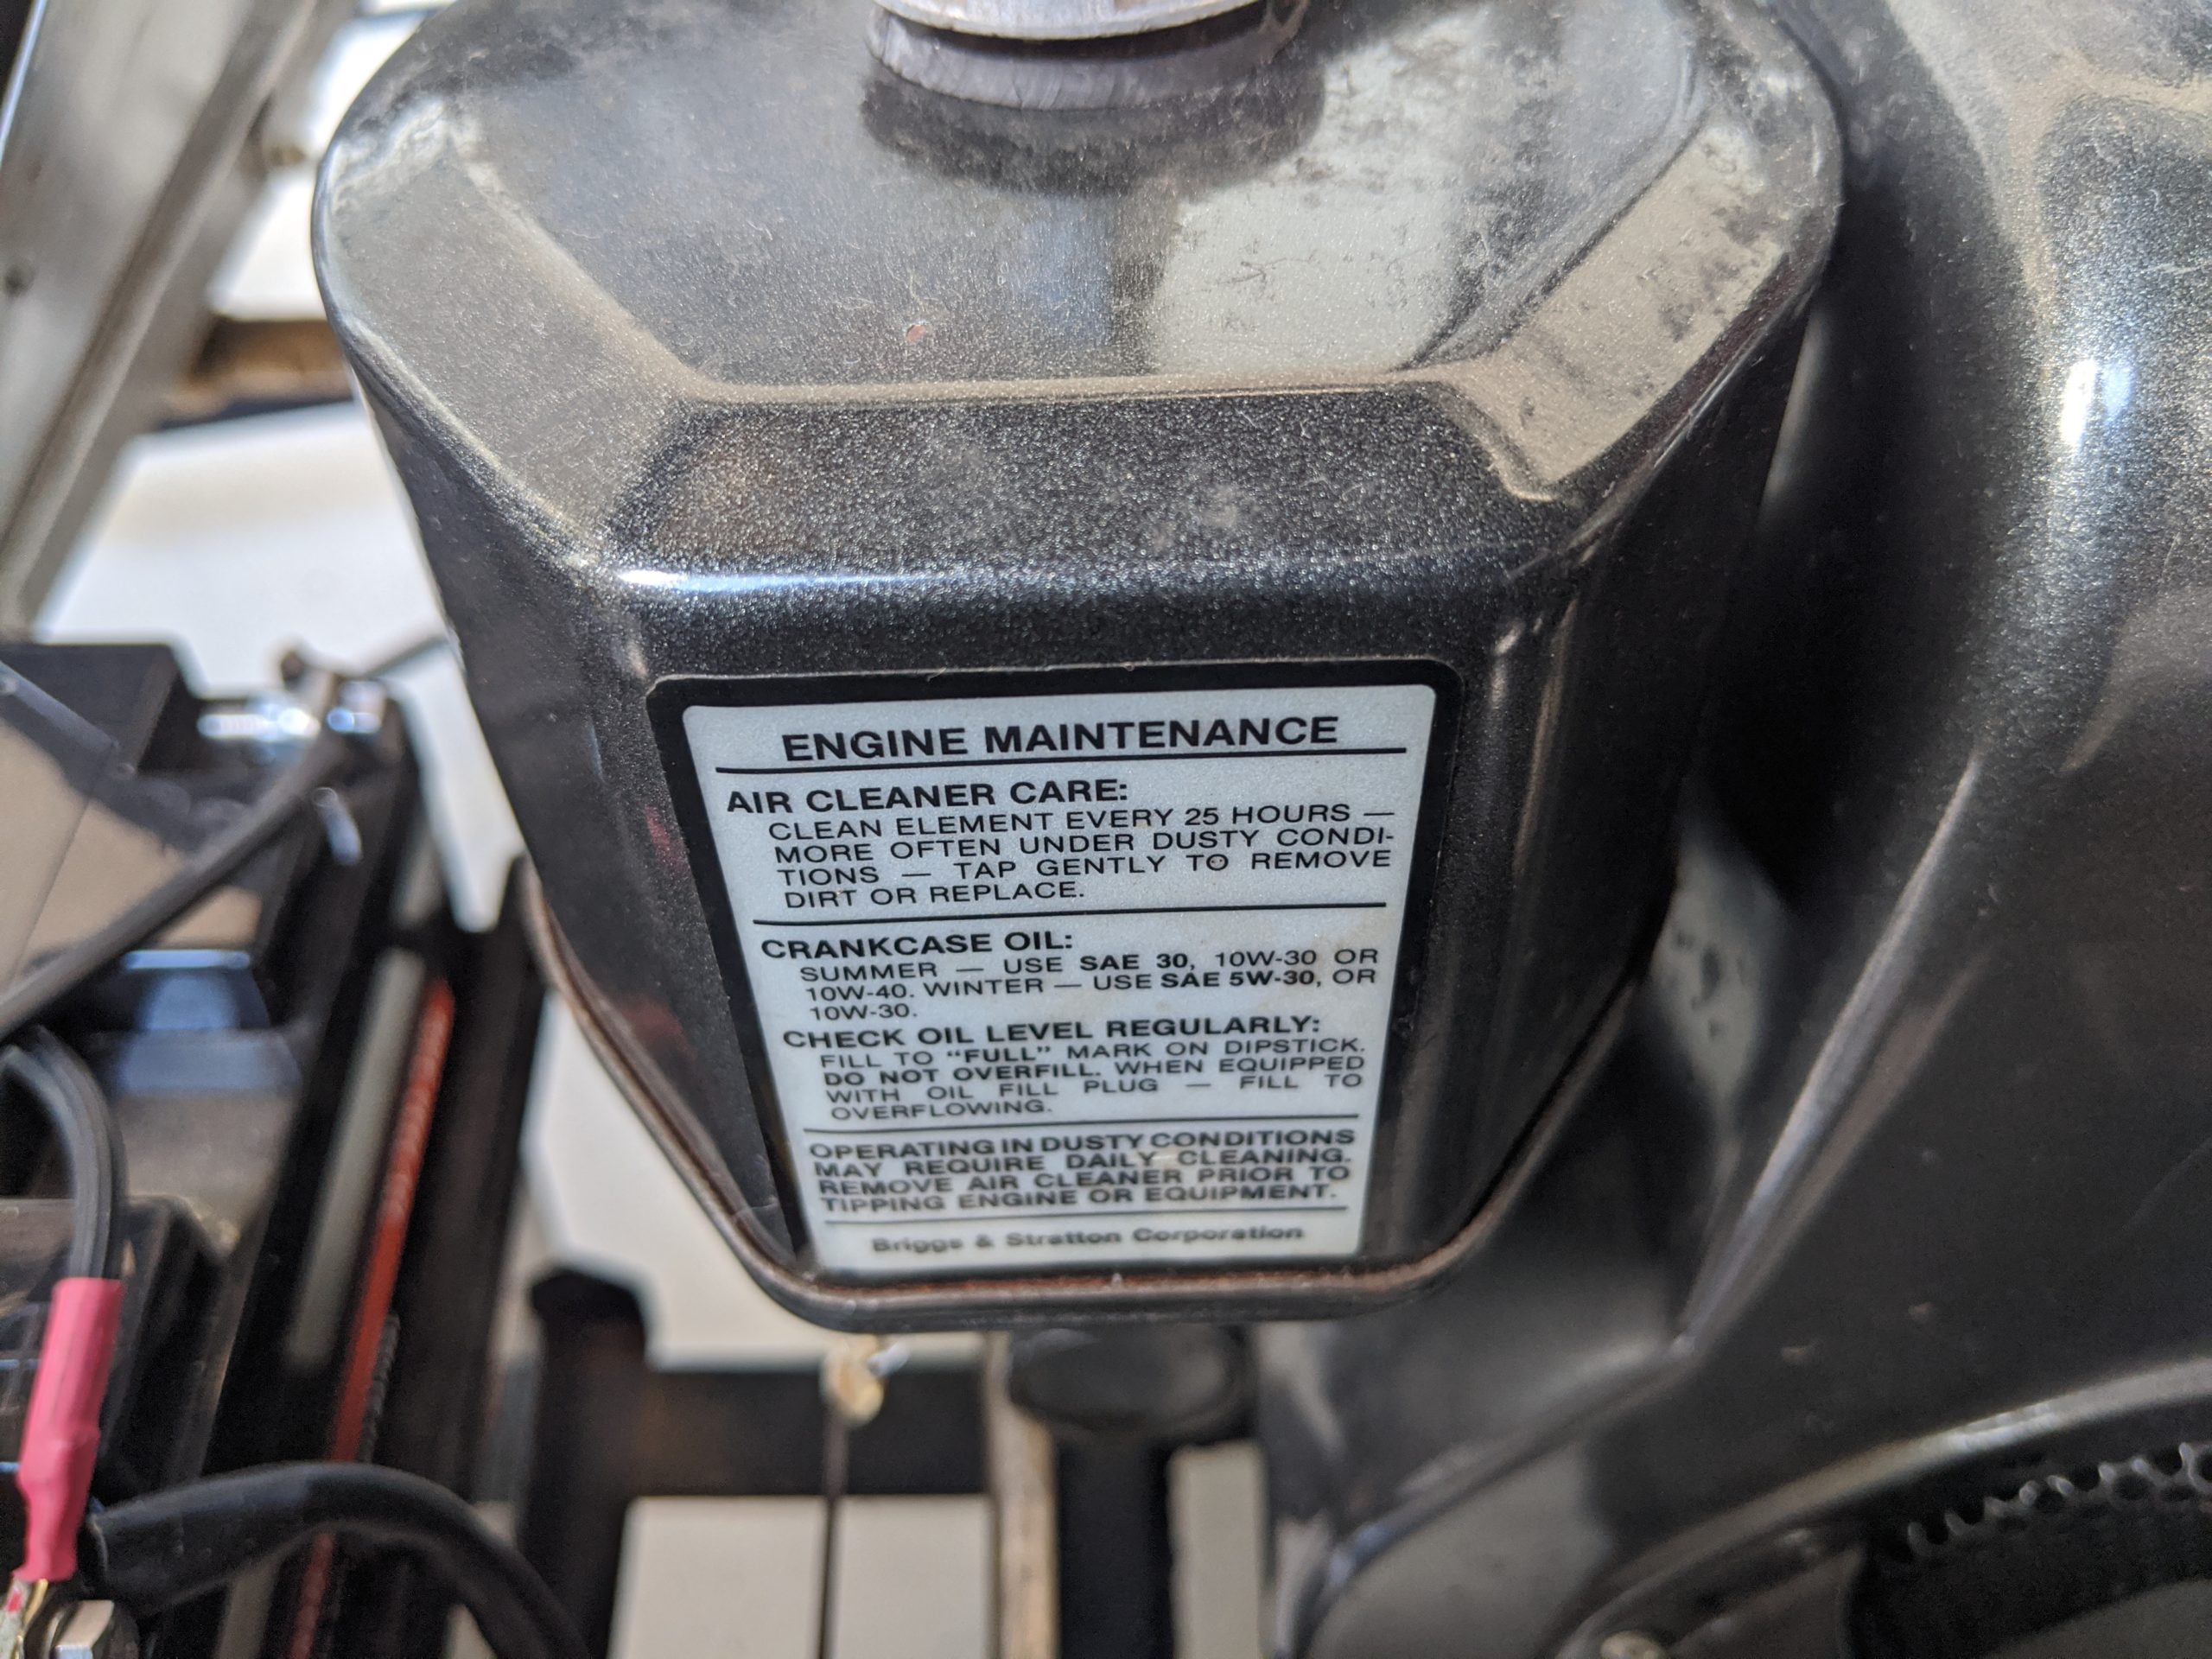 ENGINE MAINTENANCE
AIR CLEANER CARE:
CLEAN ELEMENT EVERY 25 HOURS —
MORE OFTEN UNDER DUSTY CONDI-
TIONS — TAP GENTLY TO REMOVE
DIRT OR REPLACE.
CRANKCASE OIL:
SUMMER — USE SAE 30, 10W-30 OR
10W-40. WINTER — USE SAE 5W-30, OR
10W-30.
CHECK OIL LEVEL REGULARLY:
FILL TO "FULL" MARK ON DIPSTICK.
DO NOT OVERFILL. WHEN EQUIPPED
WITH OIL FILL PLUG — FILL TO
OVERFLOWING.
OPERATING IN DUSTY CONDITIONS
MAY REQUIRE DAILY CLEANING.
REMOVE AIR CLEANER PRIOR TO
TIPPING ENGINE OR EQUIPMENT.
Briggs & Stratton Corporation